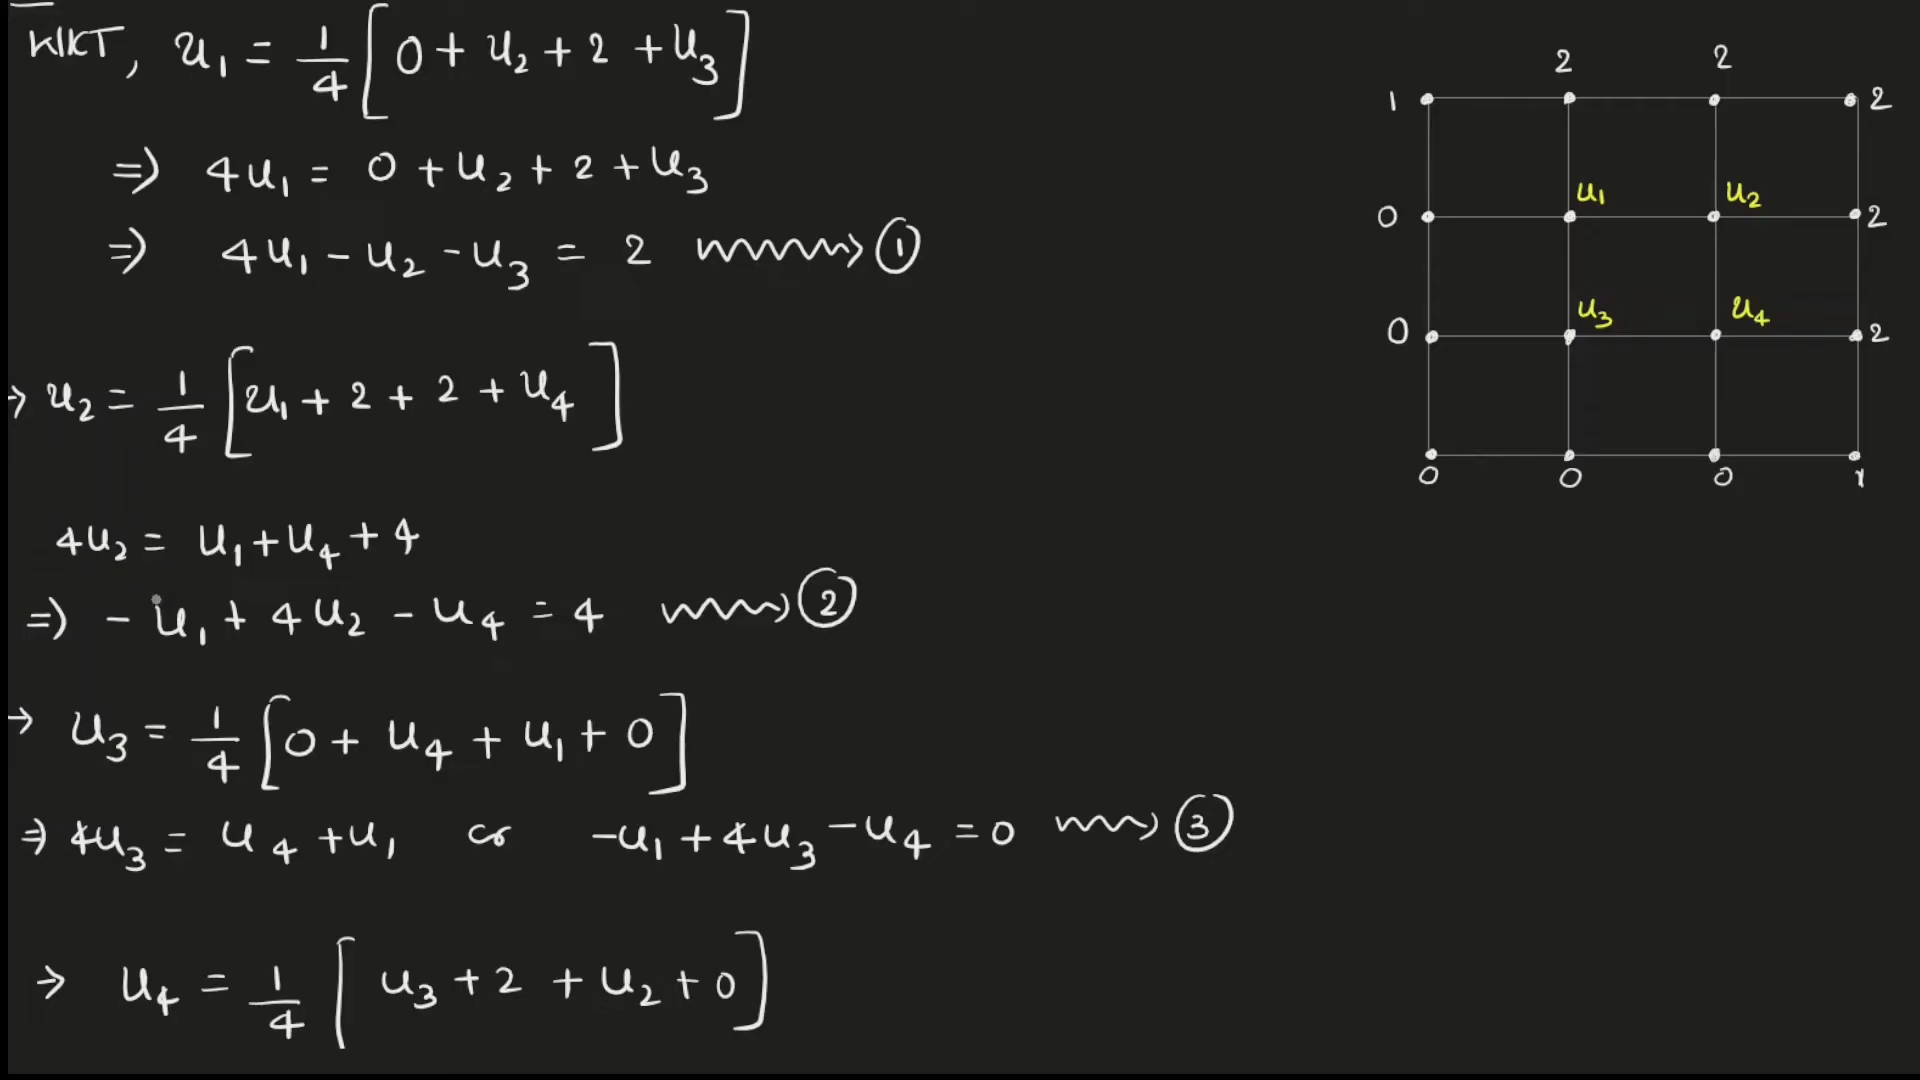 WKT, u₁ = 1/4 [0 + u₂ + 2 + u₃]
⇒ 4u₁ = 0 + u₂ + 2 + u₃
⇒ 4u₁ - u₂ - u₃ = 2 → ①
→ u₂ = 1/4 [u₁ + 2 + 2 + u₄]
4u₂ = u₁ + u₄ + 4
⇒ - u₁ + 4u₂ - u₄ = 4 → ②
→ u₃ = 1/4 [0 + u₄ + u₁ + 0]
⇒ 4u₃ = u₄ + u₁ or -u₁ + 4u₃ - u₄ = 0 → ③
→ u₄ = 1/4 [u₃ + 2 + u₂ + 0]
2 2
1 2
u₁ u₂
0 2
u₃ u₄
0 2
0 0 0 1